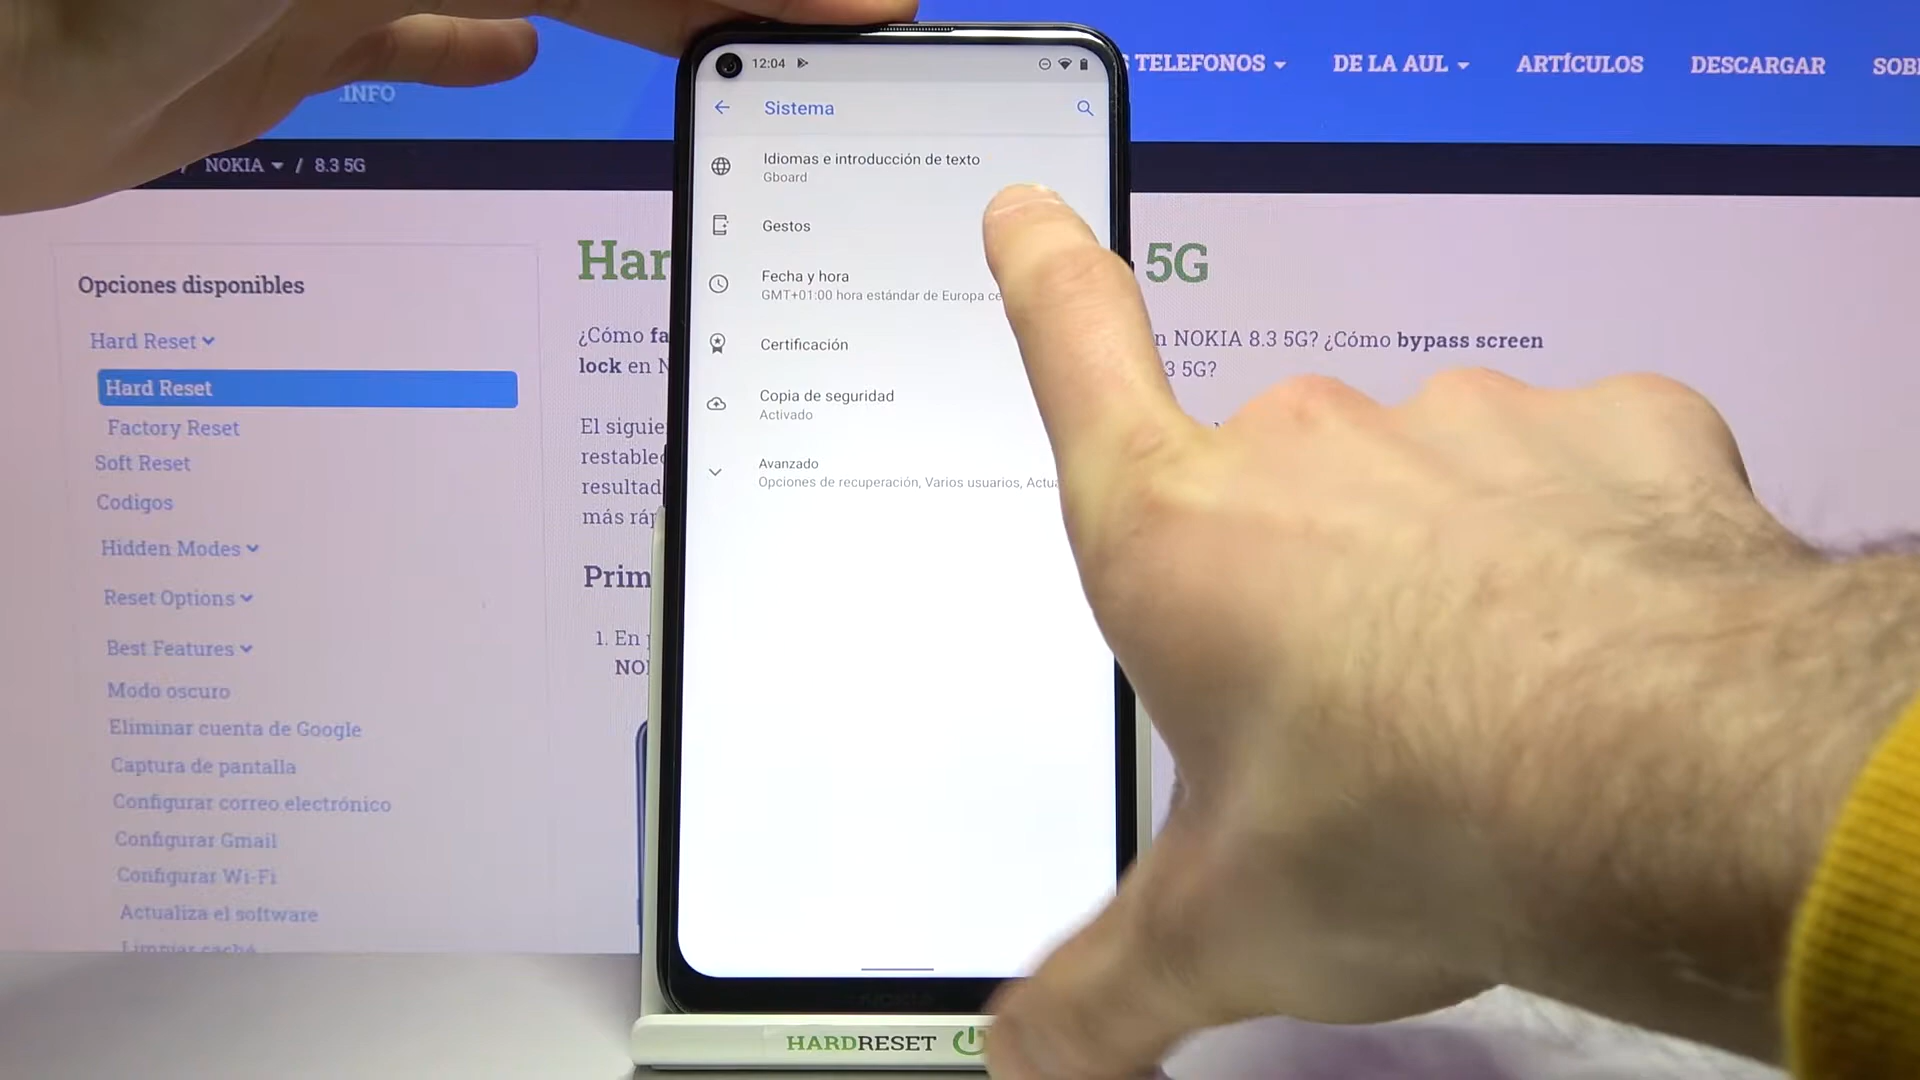 .INFO
TELEFONOS
DE LA AUL
ARTÍCULOS
DESCARGAR
SOB
/ NOKIA / 8.3 5G
12:04
Sistema
Idiomas e introducción de texto
Gboard
Gestos
Fecha y hora
GMT+01:00 hora estándar de Europa ce
Certificación
Copia de seguridad
Activado
Avanzado
Opciones de recuperación, Varios usuarios, Actua
Opciones disponibles
Hard Reset
Hard Reset
Factory Reset
Soft Reset
Codigos
Hidden Modes
Reset Options
Best Features
Modo oscuro
Eliminar cuenta de Google
Captura de pantalla
Configurar correo electrónico
Configurar Gmail
Configurar Wi-Fi
Actualiza el software
Limpiar caché
Har 5G
¿Cómo fa n NOKIA 8.3 5G? ¿Cómo bypass screen
lock en N 3 5G?
El siguie
restablec
resultad
más ráp
Prim
1. En p
NO
NOKIA
HARDRESET